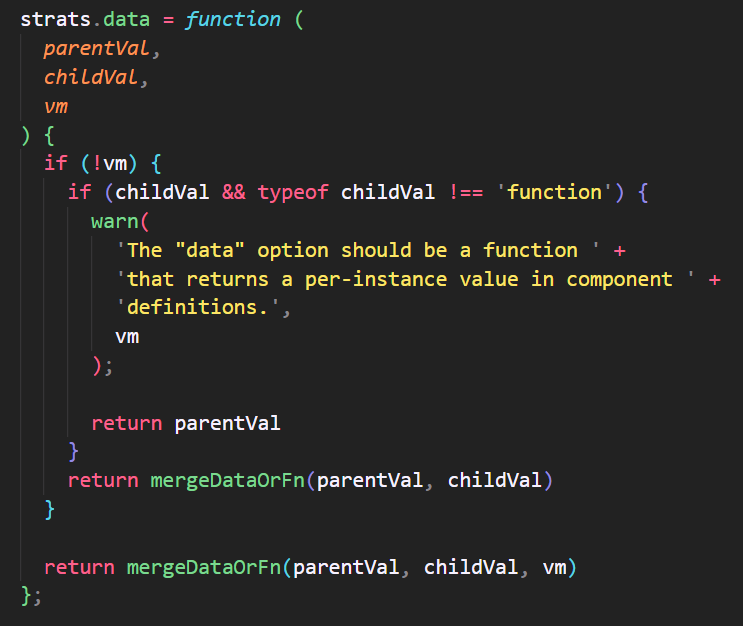 strats.data = function (
  parentVal,
  childVal,
  vm
) {
  if (!vm) {
    if (childVal && typeof childVal !== 'function') {
      warn(
        'The "data" option should be a function ' +
        'that returns a per-instance value in component ' +
        'definitions.',
        vm
      );

      return parentVal
    }
    return mergeDataOrFn(parentVal, childVal)
  }

  return mergeDataOrFn(parentVal, childVal, vm)
};